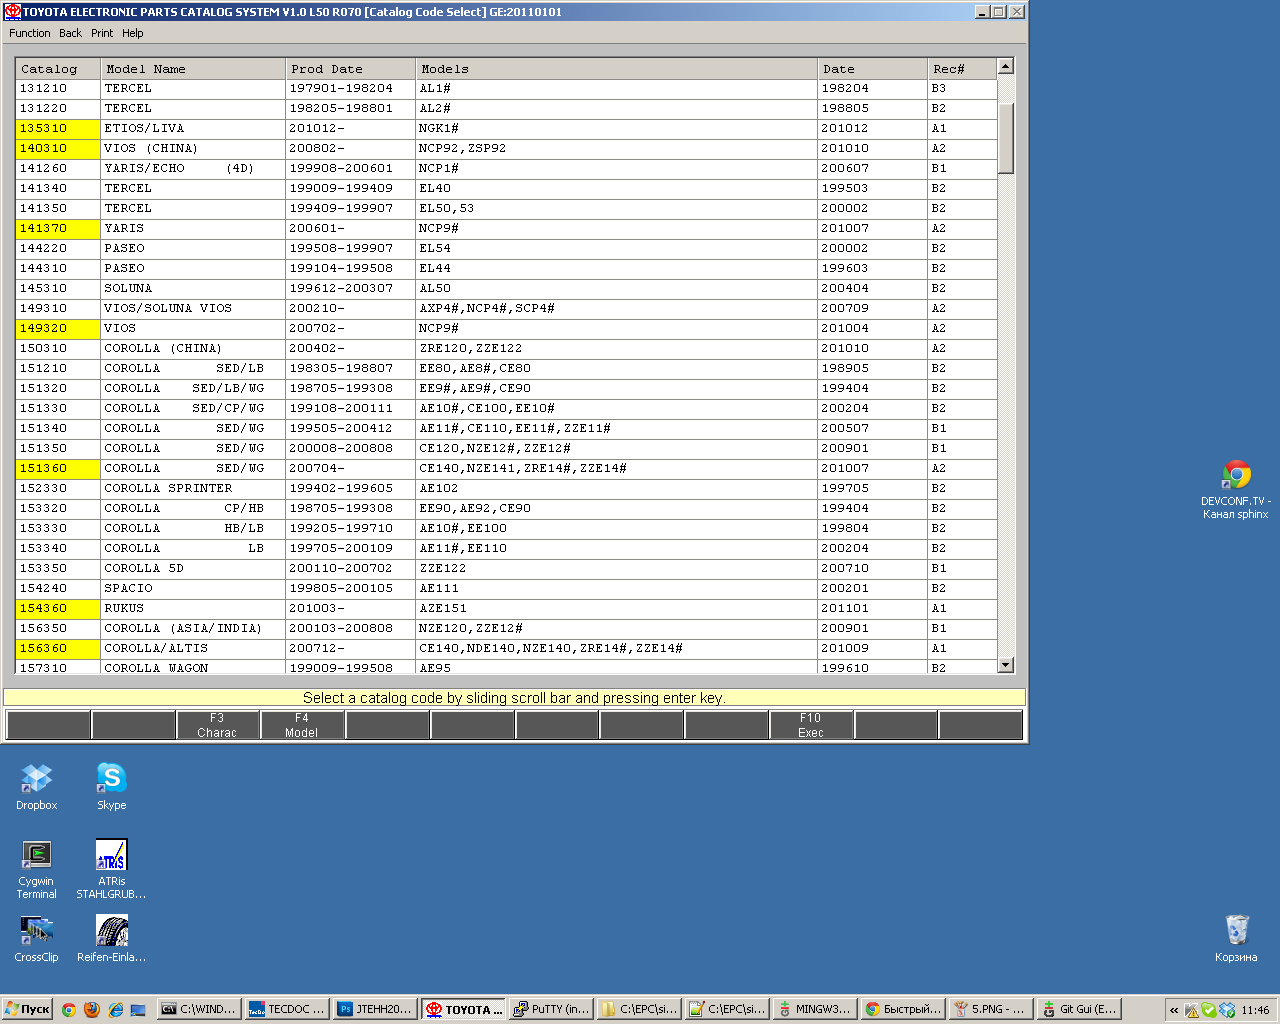 TOYOTA ELECTRONIC PARTS CATALOG SYSTEM V1.0 L50 R070 [Catalog Code Select] GE:20110101
Function Back Print Help
Catalog Model Name Prod Date Models Date Rec#
131210 TERCEL 197901-198204 AL1# 198204 B3
131220 TERCEL 198205-198801 AL2# 198805 B2
135310 ETIOS/LIVA 201012- NGK1# 201012 A1
140310 VIOS (CHINA) 200802- NCP92,ZSP92 201010 A2
141260 YARIS/ECHO (4D) 199908-200601 NCP1# 200607 B1
141340 TERCEL 199009-199409 EL40 199503 B2
141350 TERCEL 199409-199907 EL50,53 200002 B2
141370 YARIS 200601- NCP9# 201007 A2
144220 PASEO 199508-199907 EL54 200002 B2
144310 PASEO 199104-199508 EL44 199603 B2
145310 SOLUNA 199612-200307 AL50 200404 B2
149310 VIOS/SOLUNA VIOS 200210- AXP4#,NCP4#,SCP4# 200709 A2
149320 VIOS 200702- NCP9# 201004 A2
150310 COROLLA (CHINA) 200402- ZRE120,ZZE122 201010 A2
151210 COROLLA SED/LB 198305-198807 EE80,AE8#,CE80 198905 B2
151320 COROLLA SED/LB/WG 198705-199308 EE9#,AE9#,CE90 199404 B2
151330 COROLLA SED/CP/WG 199108-200111 AE10#,CE100,EE10# 200204 B2
151340 COROLLA SED/WG 199505-200412 AE11#,CE110,EE11#,ZZE11# 200507 B1
151350 COROLLA SED/WG 200008-200808 CE120,NZE12#,ZZE12# 200901 B1
151360 COROLLA SED/WG 200704- CE140,NZE141,ZRE14#,ZZE14# 201007 A2
152330 COROLLA SPRINTER 199402-199605 AE102 199705 B2
153320 COROLLA CP/HB 198705-199308 EE90,AE92,CE90 199404 B2
153330 COROLLA HB/LB 199205-199710 AE10#,EE100 199804 B2
153340 COROLLA LB 199705-200109 AE11#,EE110 200204 B2
153350 COROLLA 5D 200110-200702 ZZE122 200710 B1
154240 SPACIO 199805-200105 AE111 200201 B2
154360 RUKUS 201003- AZE151 201101 A1
156350 COROLLA (ASIA/INDIA) 200103-200808 NZE120,ZZE12# 200901 B1
156360 COROLLA/ALTIS 200712- CE140,NDE140,NZE140,ZRE14#,ZZE14# 201009 A1
157310 COROLLA WAGON 199009-199508 AE95 199610 B2
Select a catalog code by sliding scroll bar and pressing enter key.
F3 F4 F10
Charac Model Exec
DEVCONF.TV -
Канал sphinx
Dropbox Skype
Cygwin Terminal
ATRiS
ATRis STAHLGRUB...
CrossClip Reifen-Einla...
Корзина
Пуск C:\WIND... TECDOC ... JTEHH20... TOYOTA ... PuTTY (in... C:\EPC\si... C:\EPC\si... MINGW3... Быстрый... 5.PNG - ... Git Gui (E... « 11:46